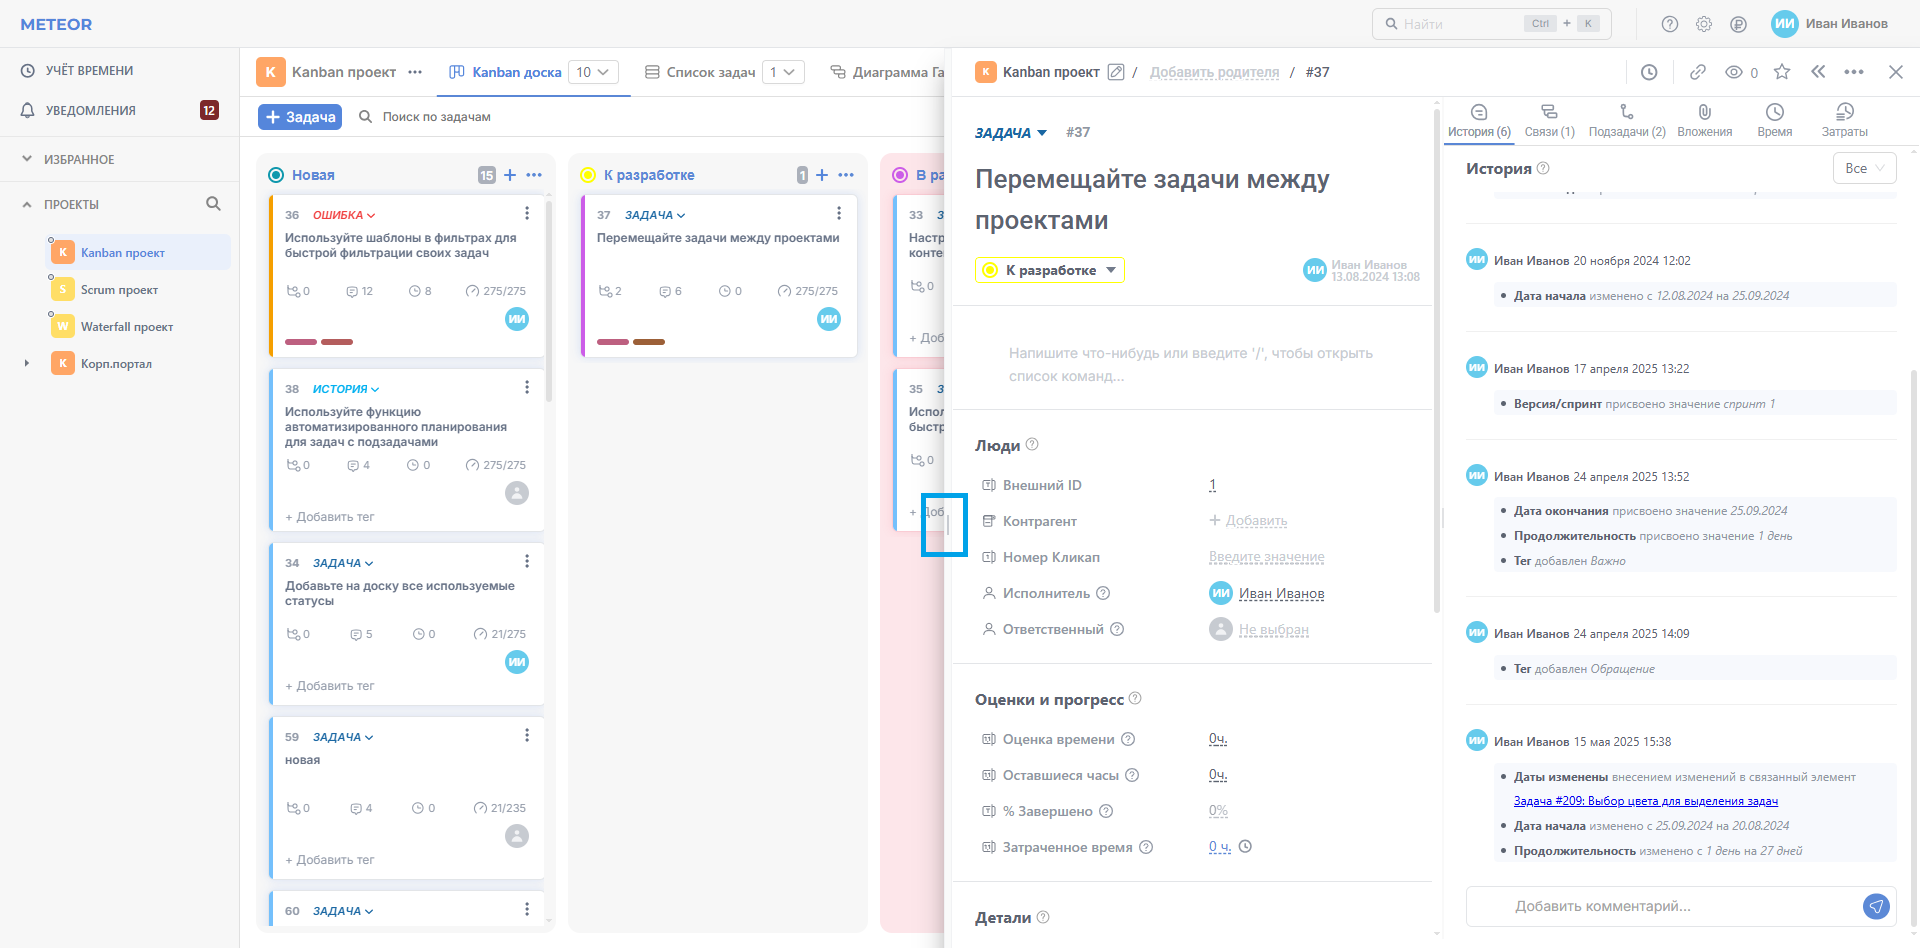 METEOR
Найти
Ctrl + K
ИИ Иван Иванов
УЧЁТ ВРЕМЕНИ
УВЕДОМЛЕНИЯ 12
ИЗБРАННОЕ
ПРОЕКТЫ
K Kanban проект
S Scrum проект
W Waterfall проект
K Корп.портал
K Kanban проект
Kanban доска 10
Список задач 1
Диаграмма Га
+ Задача
Поиск по задачам
Новая 15
36 ОШИБКА
Используйте шаблоны в фильтрах для
быстрой фильтрации своих задач
0 12 8 275/275
ИИ
38 ИСТОРИЯ
Используйте функцию
автоматизированного планирования
для задач с подзадачами
0 4 0 275/275
+ Добавить тег
34 ЗАДАЧА
Добавьте на доску все используемые
статусы
0 5 0 21/275
ИИ
+ Добавить тег
59 ЗАДАЧА
новая
0 4 0 21/235
+ Добавить тег
60 ЗАДАЧА
К разработке 1
37 ЗАДАЧА
Перемещайте задачи между проектами
2 6 0 275/275
ИИ
В ра
33 З
Настр
конте
0
+ Доб
35 З
Испол
быстр
0
+ Доб
K Kanban проект / Добавить родителя / #37
0
ЗАДАЧА #37
Перемещайте задачи между
проектами
К разработке
ИИ Иван Иванов
13.08.2024 13:08
Напишите что-нибудь или введите '/', чтобы открыть
список команд...
Люди
Внешний ID 1
Контрагент + Добавить
Номер Кликап Введите значение
Исполнитель ИИ Иван Иванов
Ответственный Не выбран
Оценки и прогресс
Оценка времени 0ч.
Оставшиеся часы 0ч.
% Завершено 0%
Затраченное время 0 ч.
Детали
История (6)
Связи (1)
Подзадачи (2)
Вложения
Время
Затраты
История
Все
ИИ Иван Иванов 20 ноября 2024 12:02
Дата начала изменено с 12.08.2024 на 25.09.2024
ИИ Иван Иванов 17 апреля 2025 13:22
Версия/спринт присвоено значение спринт 1
ИИ Иван Иванов 24 апреля 2025 13:52
Дата окончания присвоено значение 25.09.2024
Продолжительность присвоено значение 1 день
Тег добавлен Важно
ИИ Иван Иванов 24 апреля 2025 14:09
Тег добавлен Обращение
ИИ Иван Иванов 15 мая 2025 15:38
Даты изменены внесением изменений в связанный элемент
Задача #209: Выбор цвета для выделения задач
Дата начала изменено с 25.09.2024 на 20.08.2024
Продолжительность изменено с 1 день на 27 дней
Добавить комментарий...